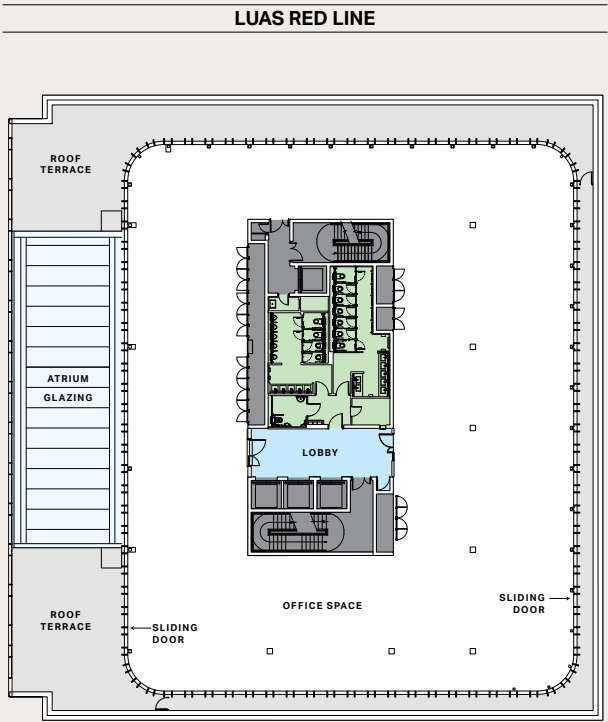 LUAS RED LINE
ROOF
TERRACE
ATRIUM
GLAZING
LOBBY
OFFICE SPACE
SLIDING
DOOR
ROOF
TERRACE
SLIDING
DOOR